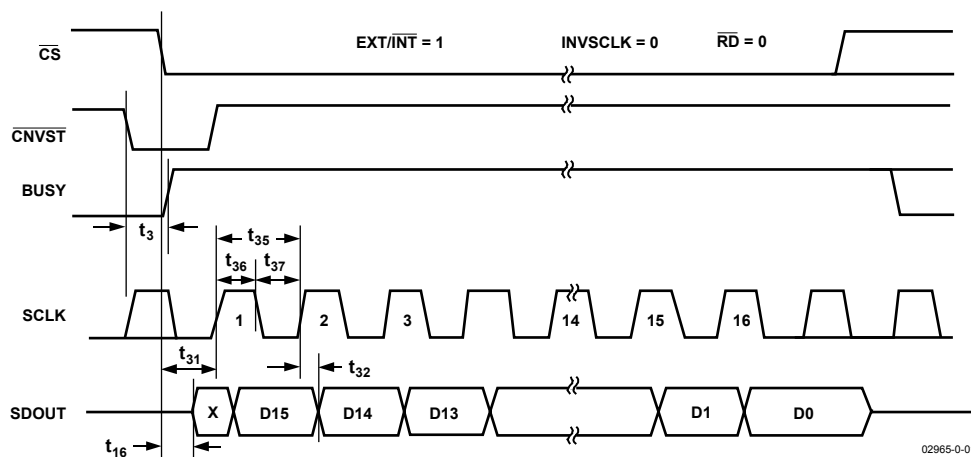 EXT/INT = 1 INVSCLK = 0 RD = 0
CS
CNVST
BUSY
t3
t35
t36 t37
SCLK 1 2 3 14 15 16
t31
t32
SDOUT X D15 D14 D13 D1 D0
t16
02965-0-0